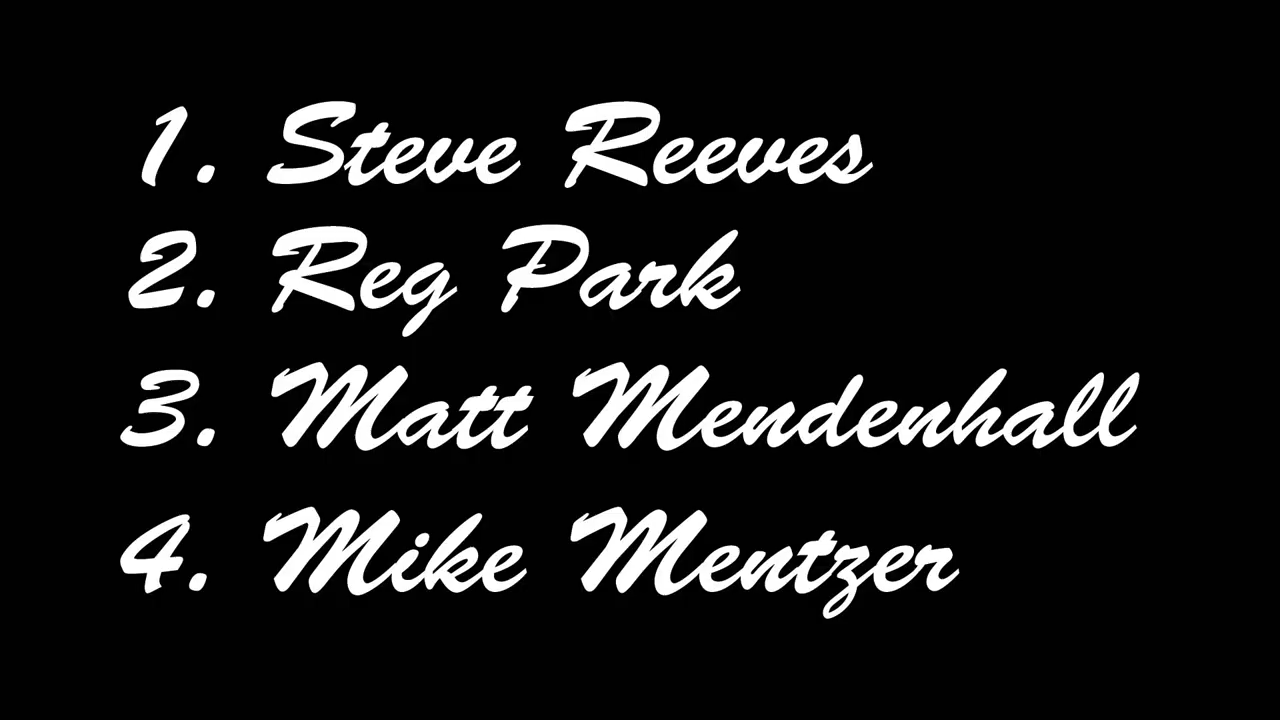 1. Steve Reeves
2. Reg Park
3. Matt Mendenhall
4. Mike Mentzer